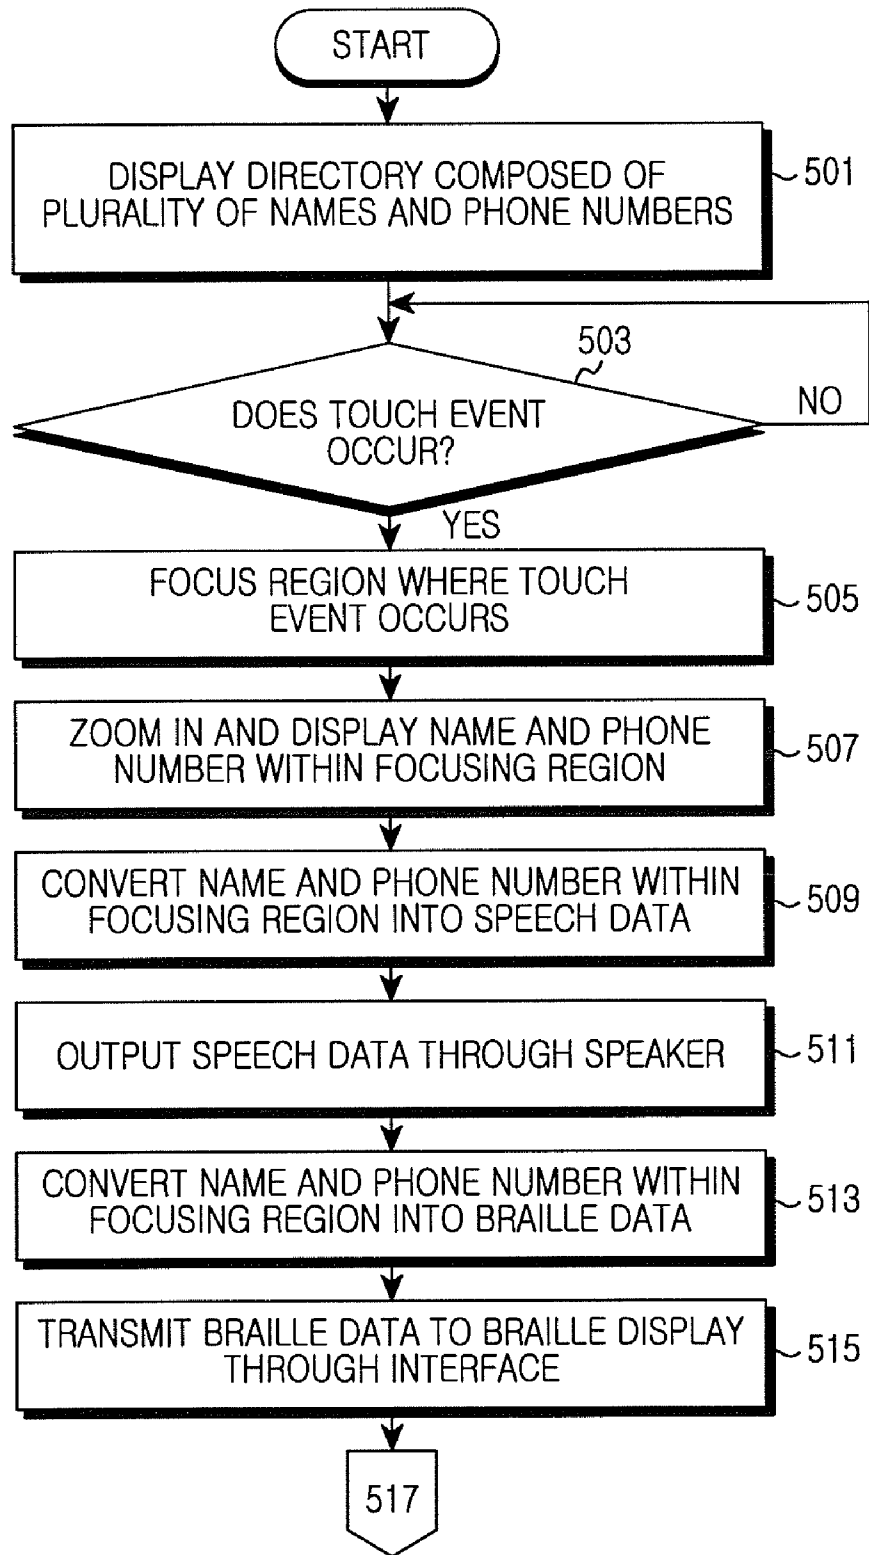 START
DISPLAY DIRECTORY COMPOSED OF
PLURALITY OF NAMES AND PHONE NUMBERS
501
503
DOES TOUCH EVENT
OCCUR?
NO
YES
FOCUS REGION WHERE TOUCH
EVENT OCCURS
505
ZOOM IN AND DISPLAY NAME AND PHONE
NUMBER WITHIN FOCUSING REGION
507
CONVERT NAME AND PHONE NUMBER WITHIN
FOCUSING REGION INTO SPEECH DATA
509
OUTPUT SPEECH DATA THROUGH SPEAKER
511
CONVERT NAME AND PHONE NUMBER WITHIN
FOCUSING REGION INTO BRAILLE DATA
513
TRANSMIT BRAILLE DATA TO BRAILLE DISPLAY
THROUGH INTERFACE
515
517